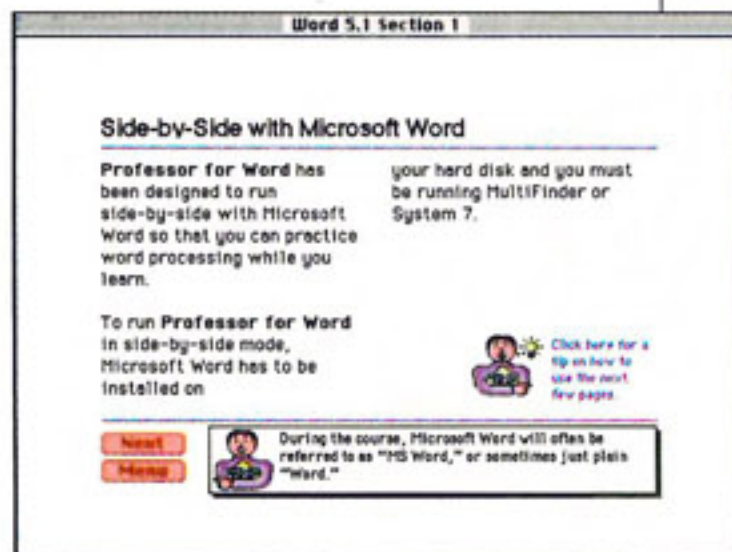 Word 5.1 Section 1
Side-by-Side with Microsoft Word
Professor for Word has
been designed to run
side-by-side with Microsoft
Word so that you can practice
word processing while you
learn.
To run Professor for Word
in side-by-side mode,
Microsoft Word has to be
installed on
your hard disk and you must
be running MultiFinder or
System 7.
Click here for a
tip on how to
use the next
few pages.
Next
Menu
During the course, Microsoft Word will often be
referred to as "MS Word," or sometimes just plain
"Word."